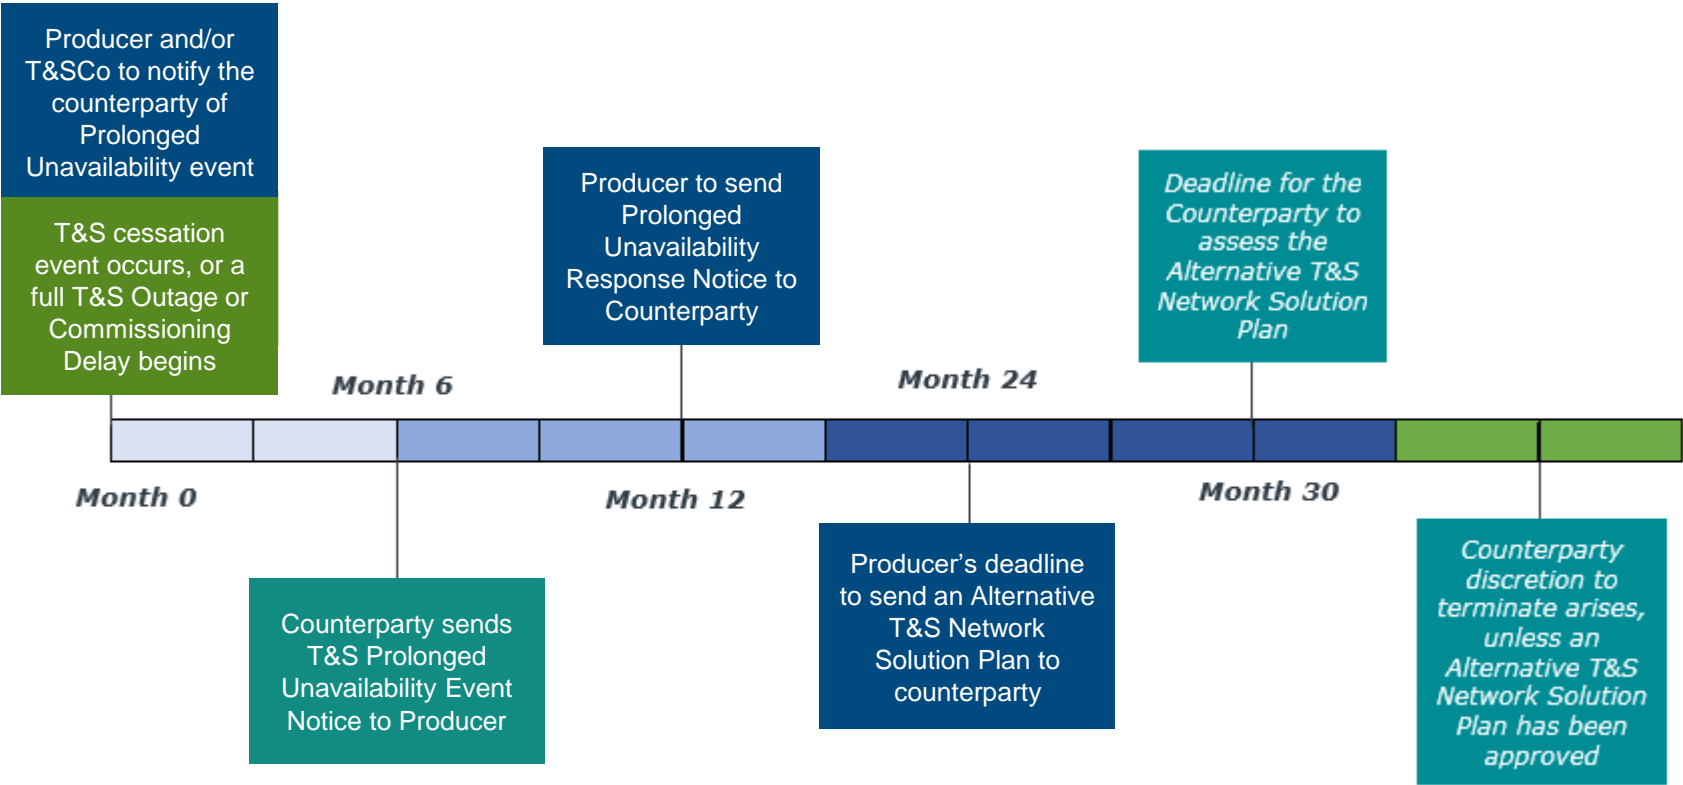 Producer and/or
T&SCo to notify the
counterparty of
Prolonged
Unavailability event
T&S cessation
event occurs, or a
full T&S Outage or
Commissioning
Delay begins
Month 0
Month 6
Counterparty sends
T&S Prolonged
Unavailability Event
Notice to Producer
Producer to send
Prolonged
Unavailability
Response Notice to
Counterparty
Month 12
Month 24
Producer’s deadline
to send an Alternative
T&S Network
Solution Plan to
counterparty
Deadline for the
Counterparty to
assess the
Alternative T&S
Network Solution
Plan
Month 30
Counterparty
discretion to
terminate arises,
unless an
Alternative T&S
Network Solution
Plan has been
approved